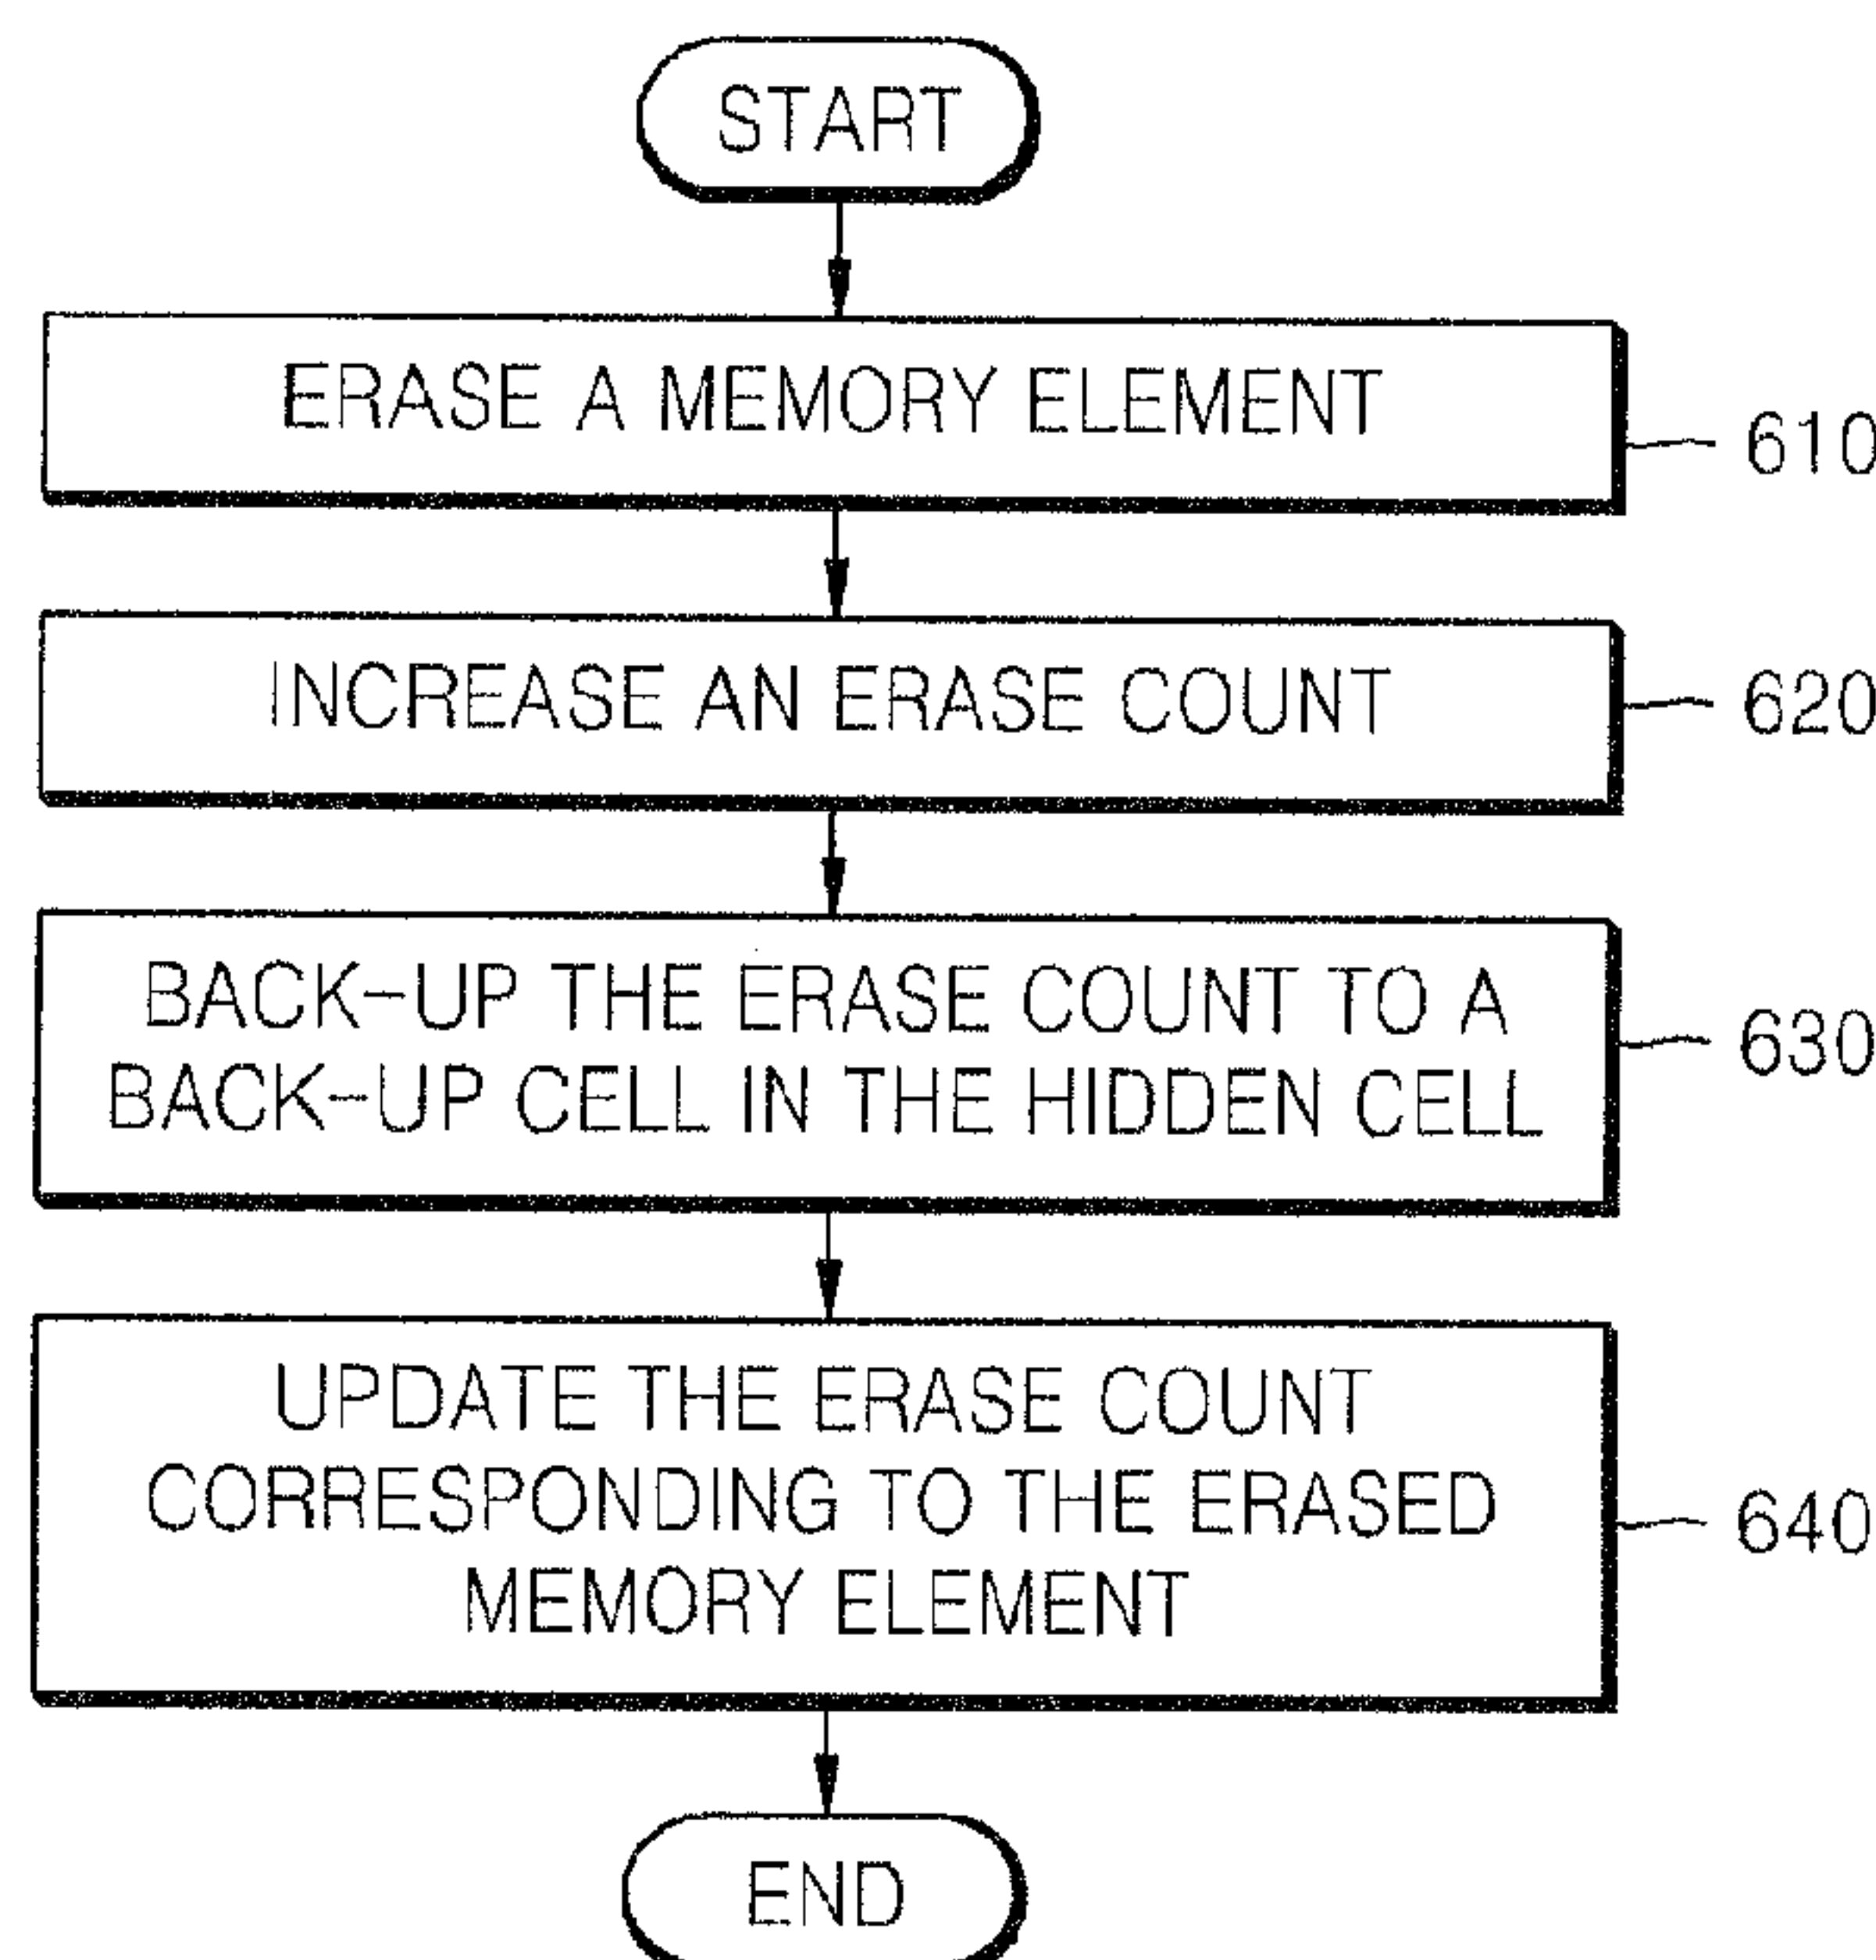 START
ERASE A MEMORY ELEMENT
610
INCREASE AN ERASE COUNT
620
BACK-UP THE ERASE COUNT TO A
BACK-UP CELL IN THE HIDDEN CELL
630
UPDATE THE ERASE COUNT
CORRESPONDING TO THE ERASED
MEMORY ELEMENT
640
END